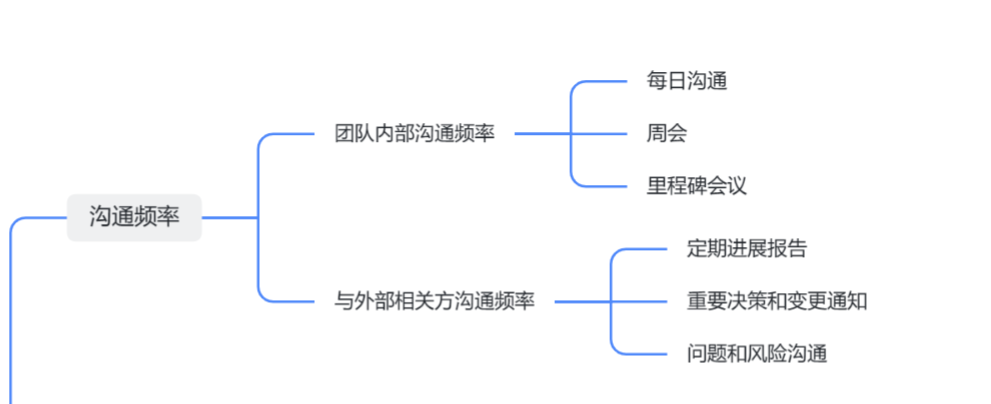 沟通频率
团队内部沟通频率
每日沟通
周会
里程碑会议
与外部相关方沟通频率
定期进展报告
重要决策和变更通知
问题和风险沟通